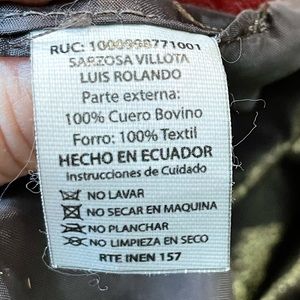 RUC: 1000998771001
SARZOSA VILLOTA
LUIS ROLANDO
Parte externa:
100% Cuero Bovino
Forro: 100% Textil
HECHO EN ECUADOR
Instrucciones de Cuidado
NO LAVAR
NO SECAR EN MAQUINA
NO PLANCHAR
NO LIMPIEZA EN SECO
RTE INEN 157